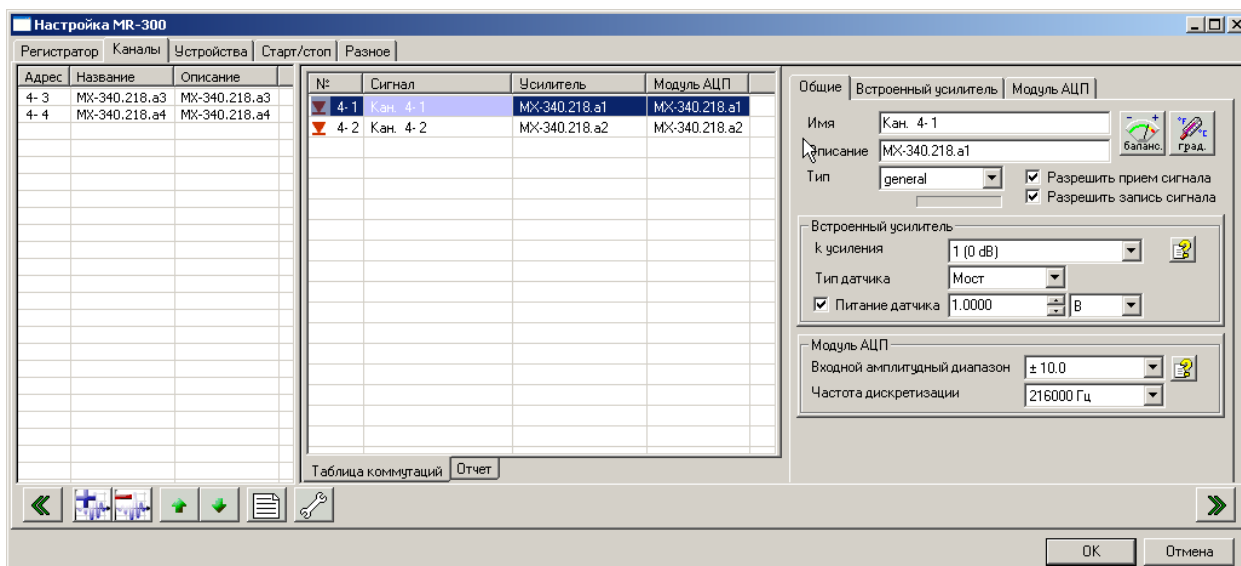 Настройка MR-300
Регистратор Каналы Устройства Старт/стоп Разное
Адрес Название Описание
4- 3 MX-340.218.a3 MX-340.218.a3
4- 4 MX-340.218.a4 MX-340.218.a4
№ Сигнал Усилитель Модуль АЦП
4- 1 Кан. 4- 1 MX-340.218.a1 MX-340.218.a1
4- 2 Кан. 4- 2 MX-340.218.a2 MX-340.218.a2
Таблица коммутаций Отчет
Общие Встроенный усилитель Модуль АЦП
Имя Кан. 4- 1
Описание MX-340.218.a1
- +
баланс.
°F °C
град.
Тип general
Разрешить прием сигнала
Разрешить запись сигнала
Встроенный усилитель
k усиления 1 (0 dB)
Тип датчика Мост
Питание датчика 1.0000 В
Модуль АЦП
Входной амплитудный диапазон ± 10.0
Частота дискретизации 216000 Гц
OK Отмена